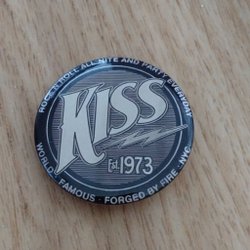 ROCK N ROLL ALL NITE AND PARTY EVERYDAY
KISS
Est. 1973
WORLD FAMOUS · FORGED BY FIRE · NYC